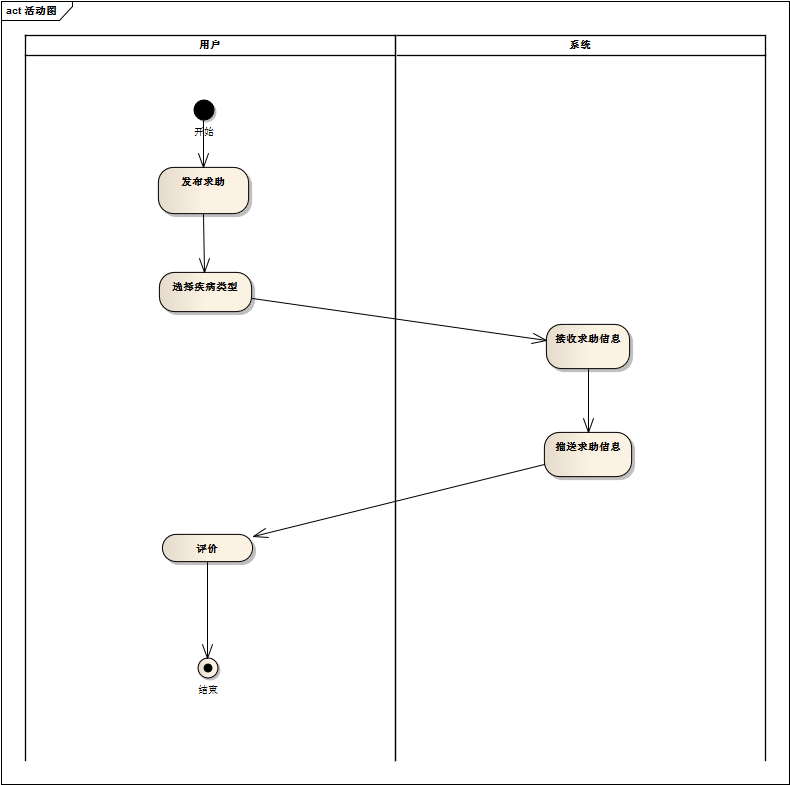 act 活动图
用户
系统
开始
发布求助
选择疾病类型
接收求助信息
推送求助信息
评价
结束